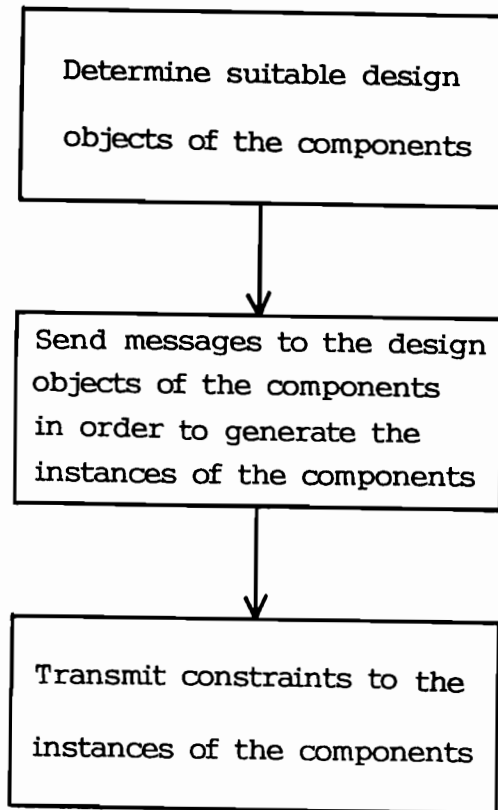 Determine suitable design
objects of the components
Send messages to the design
objects of the components
in order to generate the
instances of the components
Transmit constraints to the
instances of the components